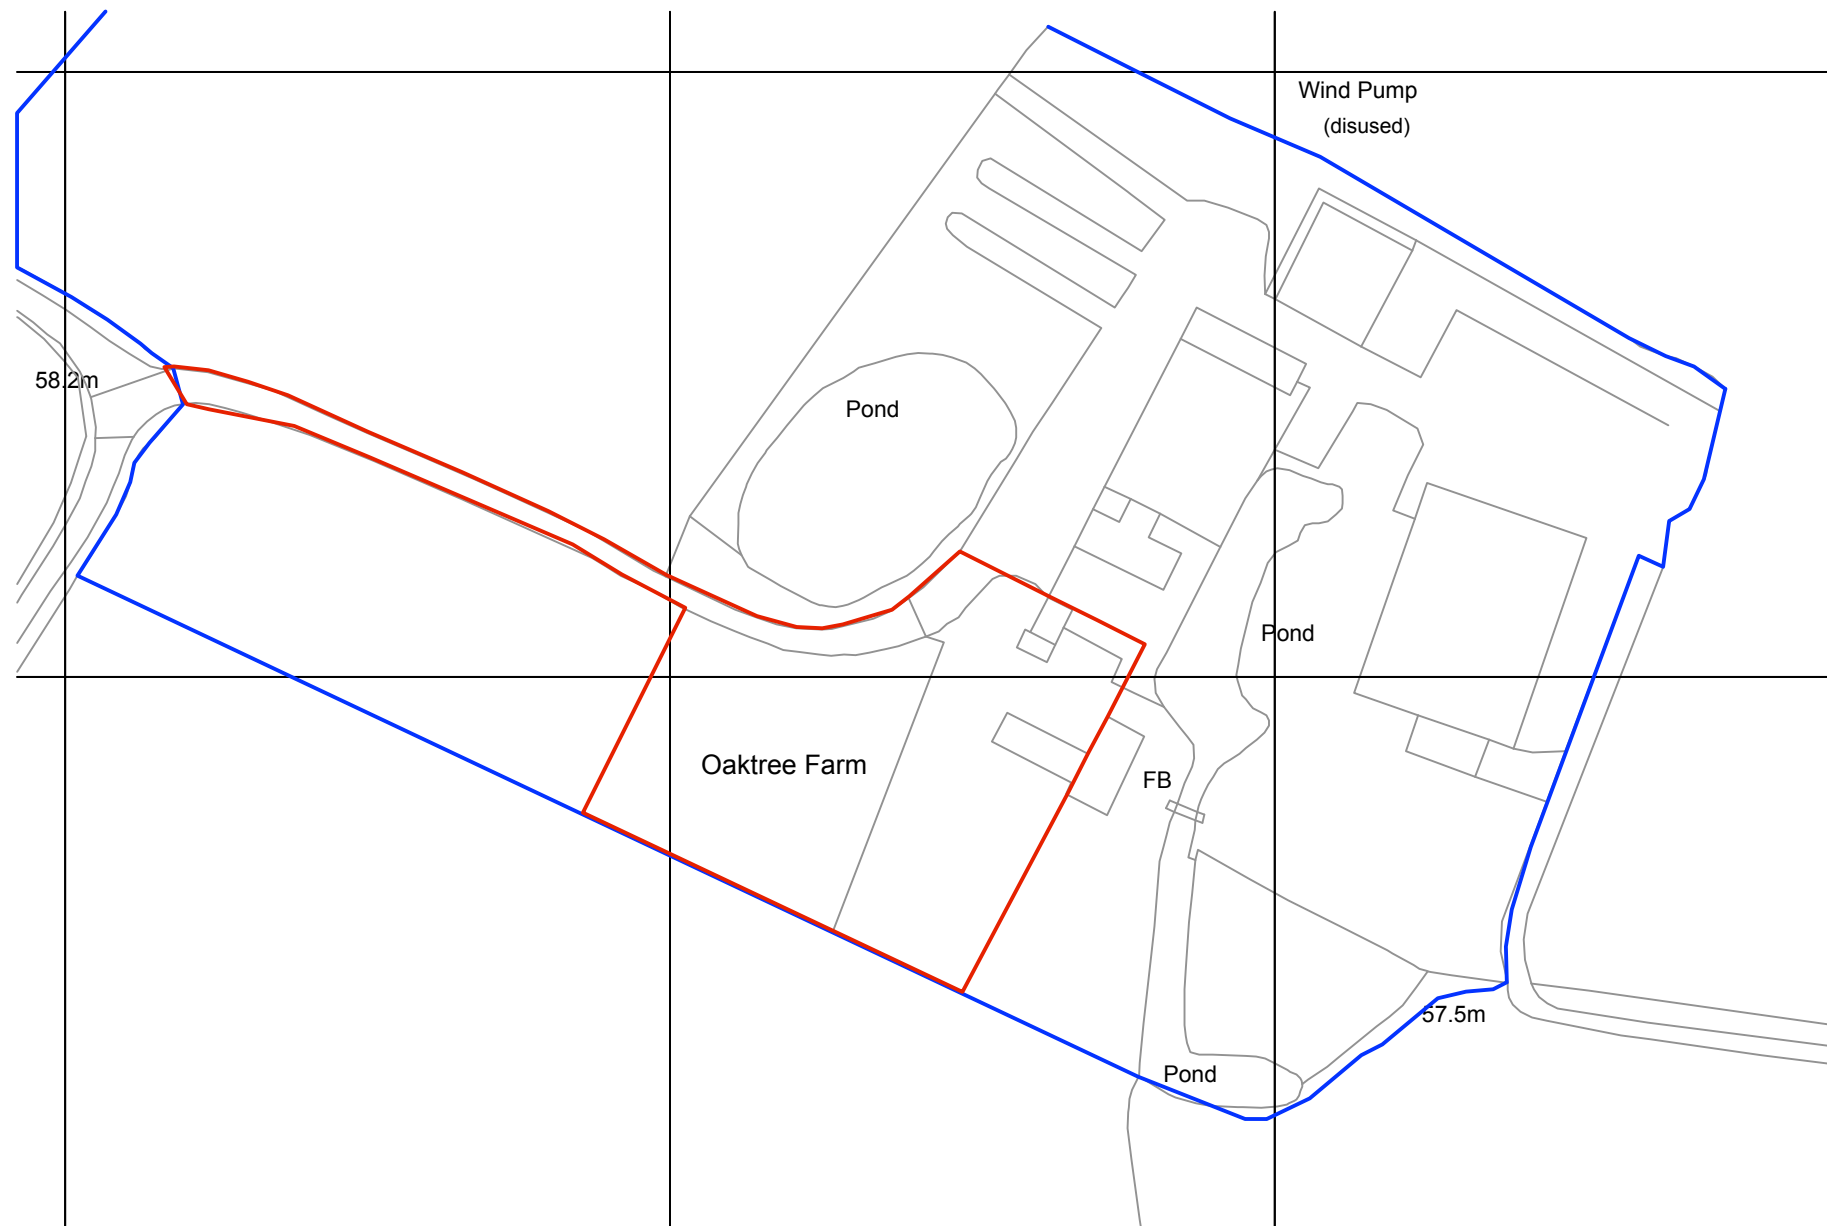 Wind Pump
(disused)
58.2m
Pond
Pond
Oaktree Farm
FB
57.5m
Pond